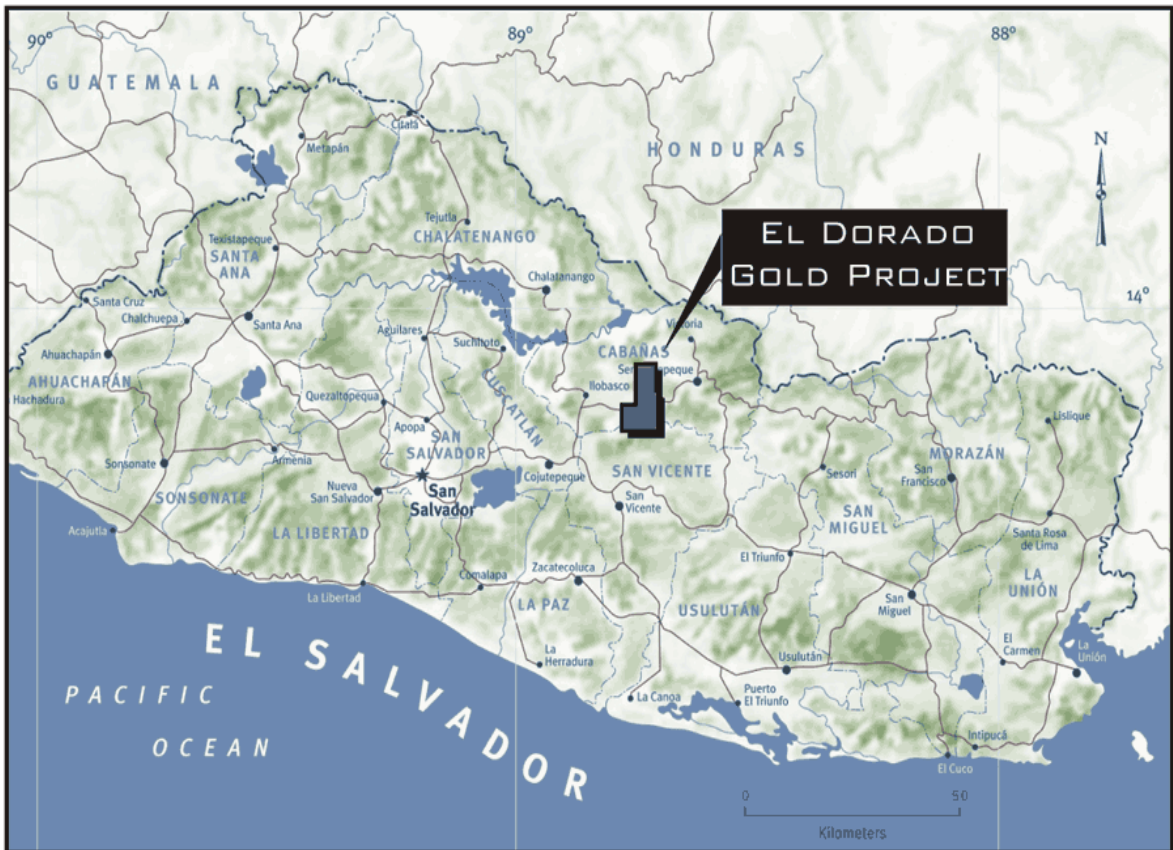 90°
89°
88°
GUATEMALA
Citalá
Metapán
HONDURAS
N
Tejutla
CHALATENANGO
Texistapeque
SANTA
ANA
EL DORADO
GOLD PROJECT
Chalatanango
14°
Santa Cruz
Chalchuepa
Santa Ana
Aguilares
Suchitoto
Victoria
CABAÑAS
Ahuachapán
AHUACHAPÁN
Hachadura
Quezaltopequa
CUSCATLÁN
Ilobasco
Lislique
Apopa
SAN
SALVADOR
MORAZÁN
Sonsonate
Armenia
Cojutepeque
SAN VICENTE
Sesori
San
Francisco
Nueva
San Salvador
San
Salvador
San
Vicente
SONSONATE
SAN
MIGUEL
Acajutla
LA LIBERTAD
Santa Rosa
de Lima
El Triunfo
Comalapa
Zacatecoluca
LA
UNIÓN
La Libertad
LA PAZ
USULUTÁN
San
Miguel
EL SALVADOR
La
Herradura
Usulután
El
Carmen
La
Unión
PACIFIC
OCEAN
La Canoa
Puerto
El Triunfo
Intipucá
El Cuco
0
50
Kilometers